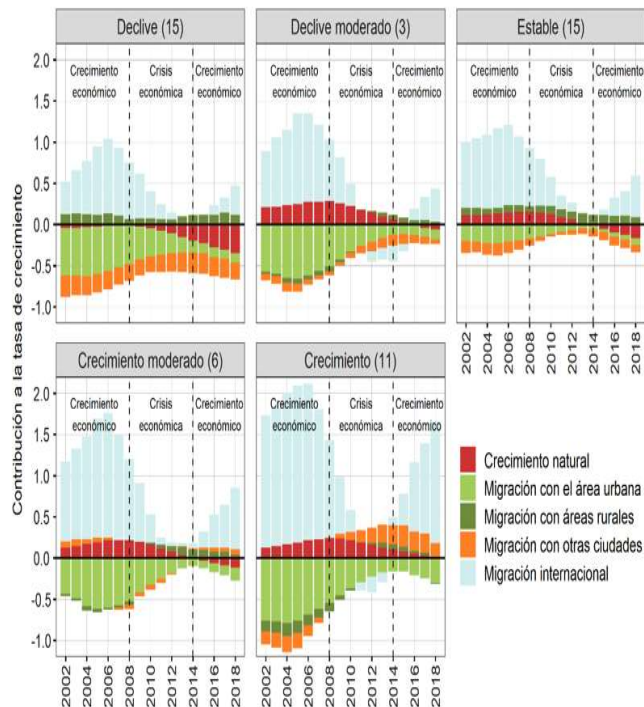 Declive (15)
Declive moderado (3)
Estable (15)
Crecimiento económico
Crisis económica
Crecimiento económico
Crecimiento económico
Crisis económica
Crecimiento económico
Crecimiento económico
Crisis económica
Crecimiento económico
2.0
1.5
1.0
0.5
0.0
-0.5
-1.0
Contribución a la tasa de crecimiento
2002
2004
2006
2008
2010
2012
2014
2016
2018
Crecimiento moderado (6)
Crecimiento (11)
Crecimiento económico
Crisis económica
Crecimiento económico
Crecimiento económico
Crisis económica
Crecimiento económico
2.0
1.5
1.0
0.5
0.0
-0.5
-1.0
2002
2004
2006
2008
2010
2012
2014
2016
2018
2002
2004
2006
2008
2010
2012
2014
2016
2018
Crecimiento natural
Migración con el área urbana
Migración con áreas rurales
Migración con otras ciudades
Migración internacional